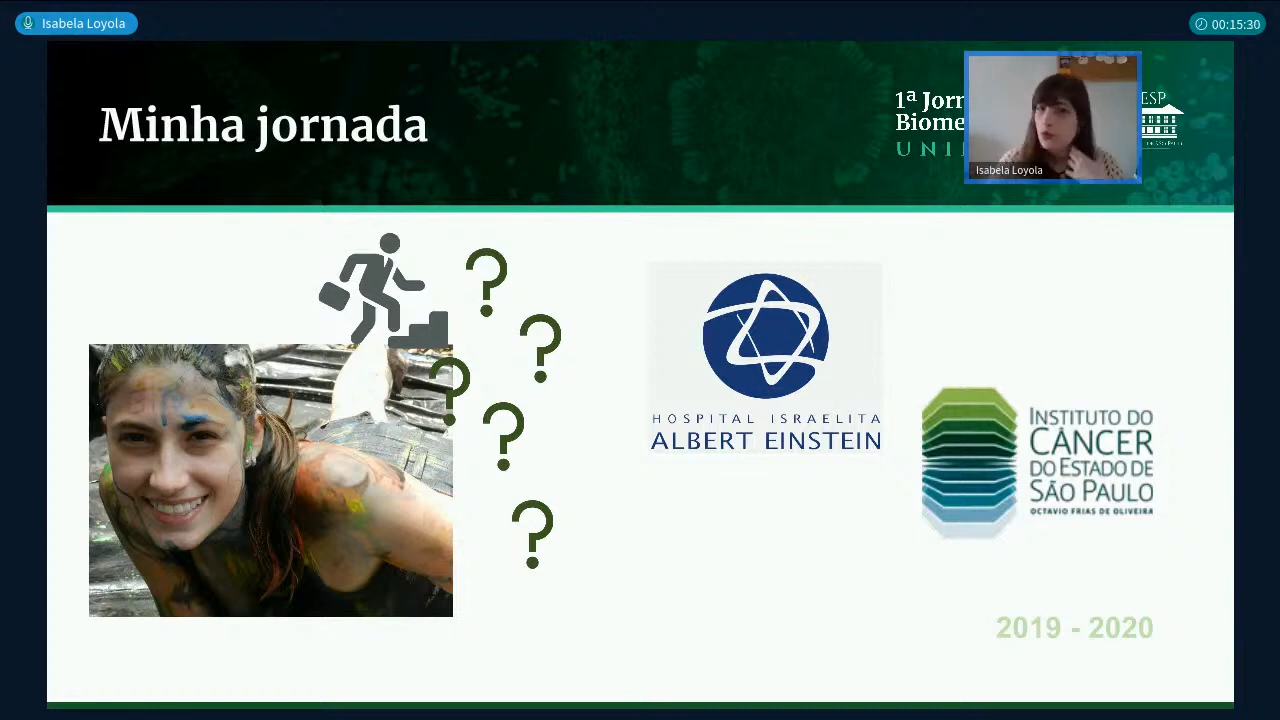 Isabela Loyola
00:15:30
Minha jornada
1ª Jorn
Biome
UNI
ESP
Isabela Loyola
?
?
?
?
?
HOSPITAL ISRAELITA
ALBERT EINSTEIN
INSTITUTO DO
CÂNCER
DO ESTADO DE
SÃO PAULO
OCTAVIO FRIAS DE OLIVEIRA
2019 - 2020